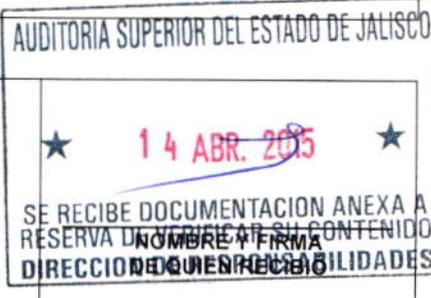 AUDITORIA SUPERIOR DEL ESTADO DE JALISCO
★ 14 ABR. 2015 ★
SE RECIBE DOCUMENTACION ANEXA A
RESERVA DE VERIFICAR SU CONTENIDO
NOMBRE Y FIRMA
DIRECCION DE RESPONSABILIDADES
DE QUIEN RECIBIÓ